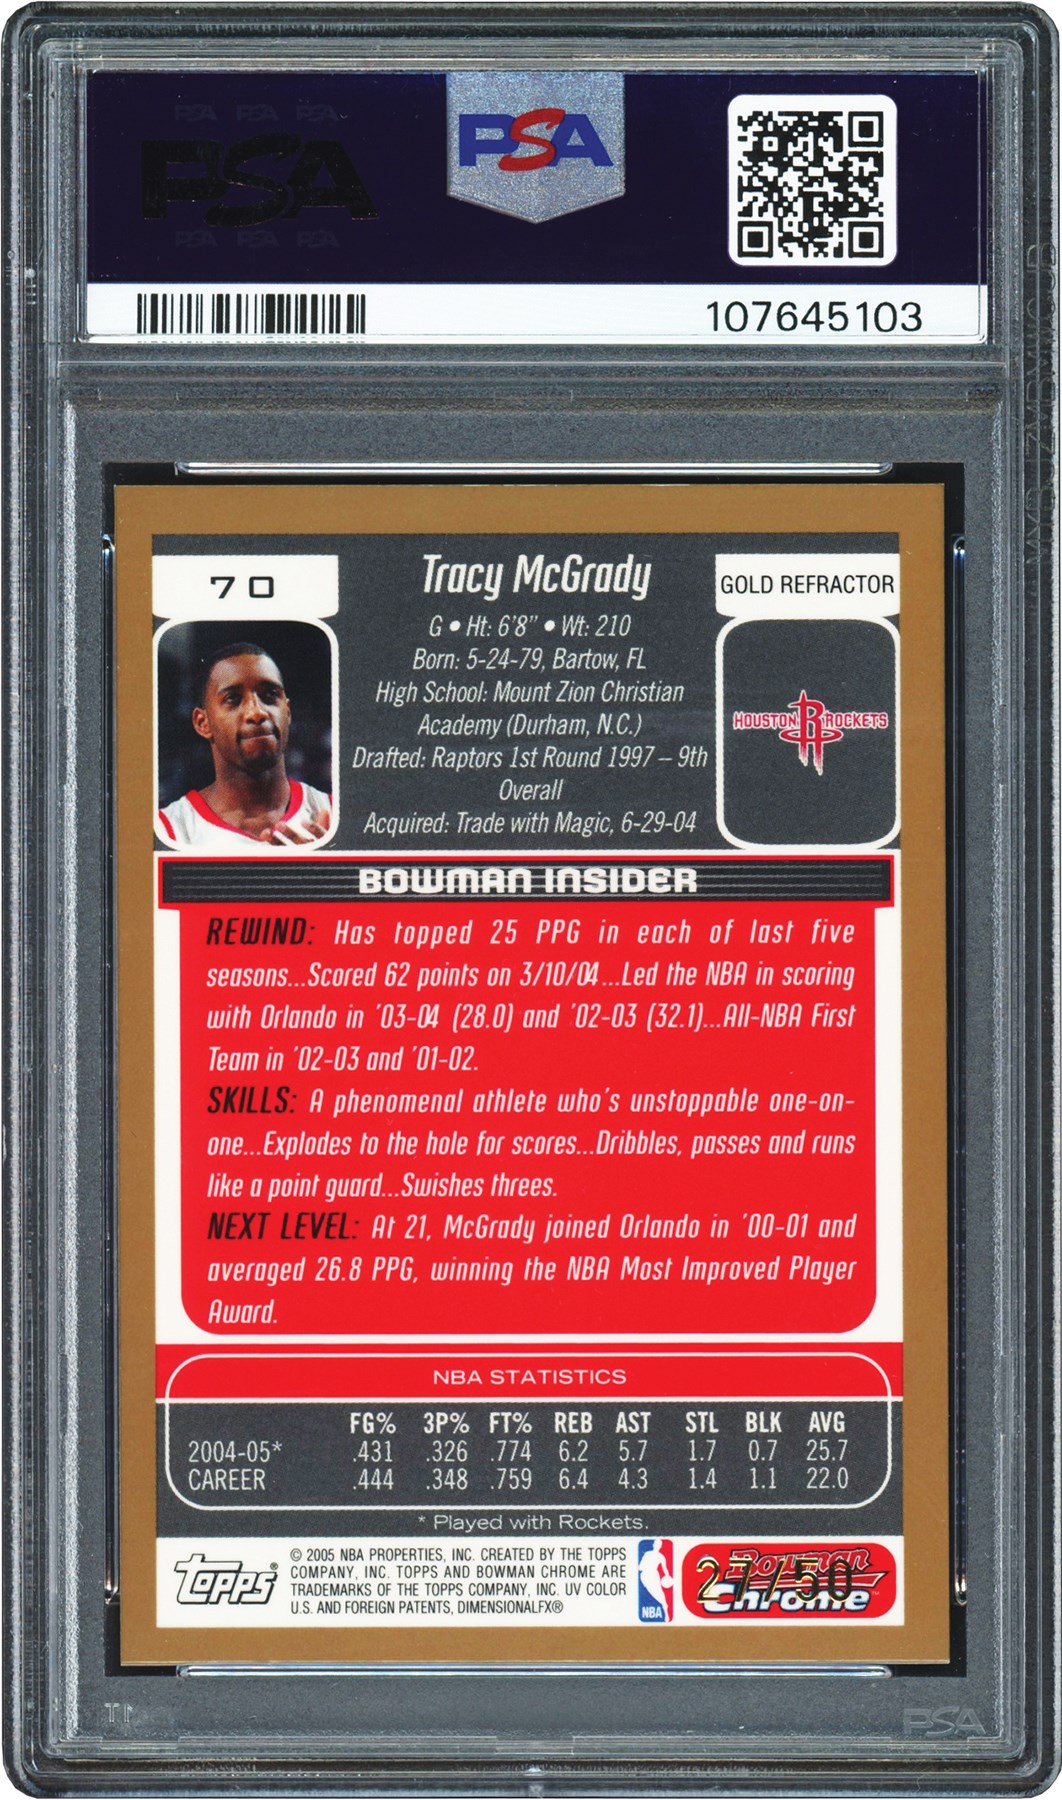 PSA PSA PSA
PSA
PSA PSA PSA
PSA
107645103
70
Tracy McGrady
GOLD REFRACTOR
G • Ht: 6'8" • Wt: 210
Born: 5-24-79, Bartow, FL
High School: Mount Zion Christian
Academy (Durham, N.C.)
Drafted: Raptors 1st Round 1997 – 9th
Overall
Acquired: Trade with Magic, 6-29-04
HOUSTON R ROCKETS
BOWMAN INSIDER
REWIND: Has topped 25 PPG in each of last five
seasons...Scored 62 points on 3/10/04...Led the NBA in scoring
with Orlando in '03-04 (28.0) and '02-03 (32.1)...All-NBA First
Team in '02-03 and '01-02.
SKILLS: A phenomenal athlete who's unstoppable one-on-
one...Explodes to the hole for scores...Dribbles, passes and runs
like a point guard...Swishes threes.
NEXT LEVEL: At 21, McGrady joined Orlando in '00-01 and
averaged 26.8 PPG, winning the NBA Most Improved Player
Award.
NBA STATISTICS
FG% 3P% FT% REB AST STL BLK AVG
2004-05* .431 .326 .774 6.2 5.7 1.7 0.7 25.7
CAREER .444 .348 .759 6.4 4.3 1.4 1.1 22.0
* Played with Rockets.
Topps®
© 2005 NBA PROPERTIES, INC. CREATED BY THE TOPPS
COMPANY, INC. TOPPS AND BOWMAN CHROME ARE
TRADEMARKS OF THE TOPPS COMPANY, INC. UV COLOR
U.S. AND FOREIGN PATENTS, DIMENSIONALFX®
NBA
Bowman
Chrome™
27/50
PSA